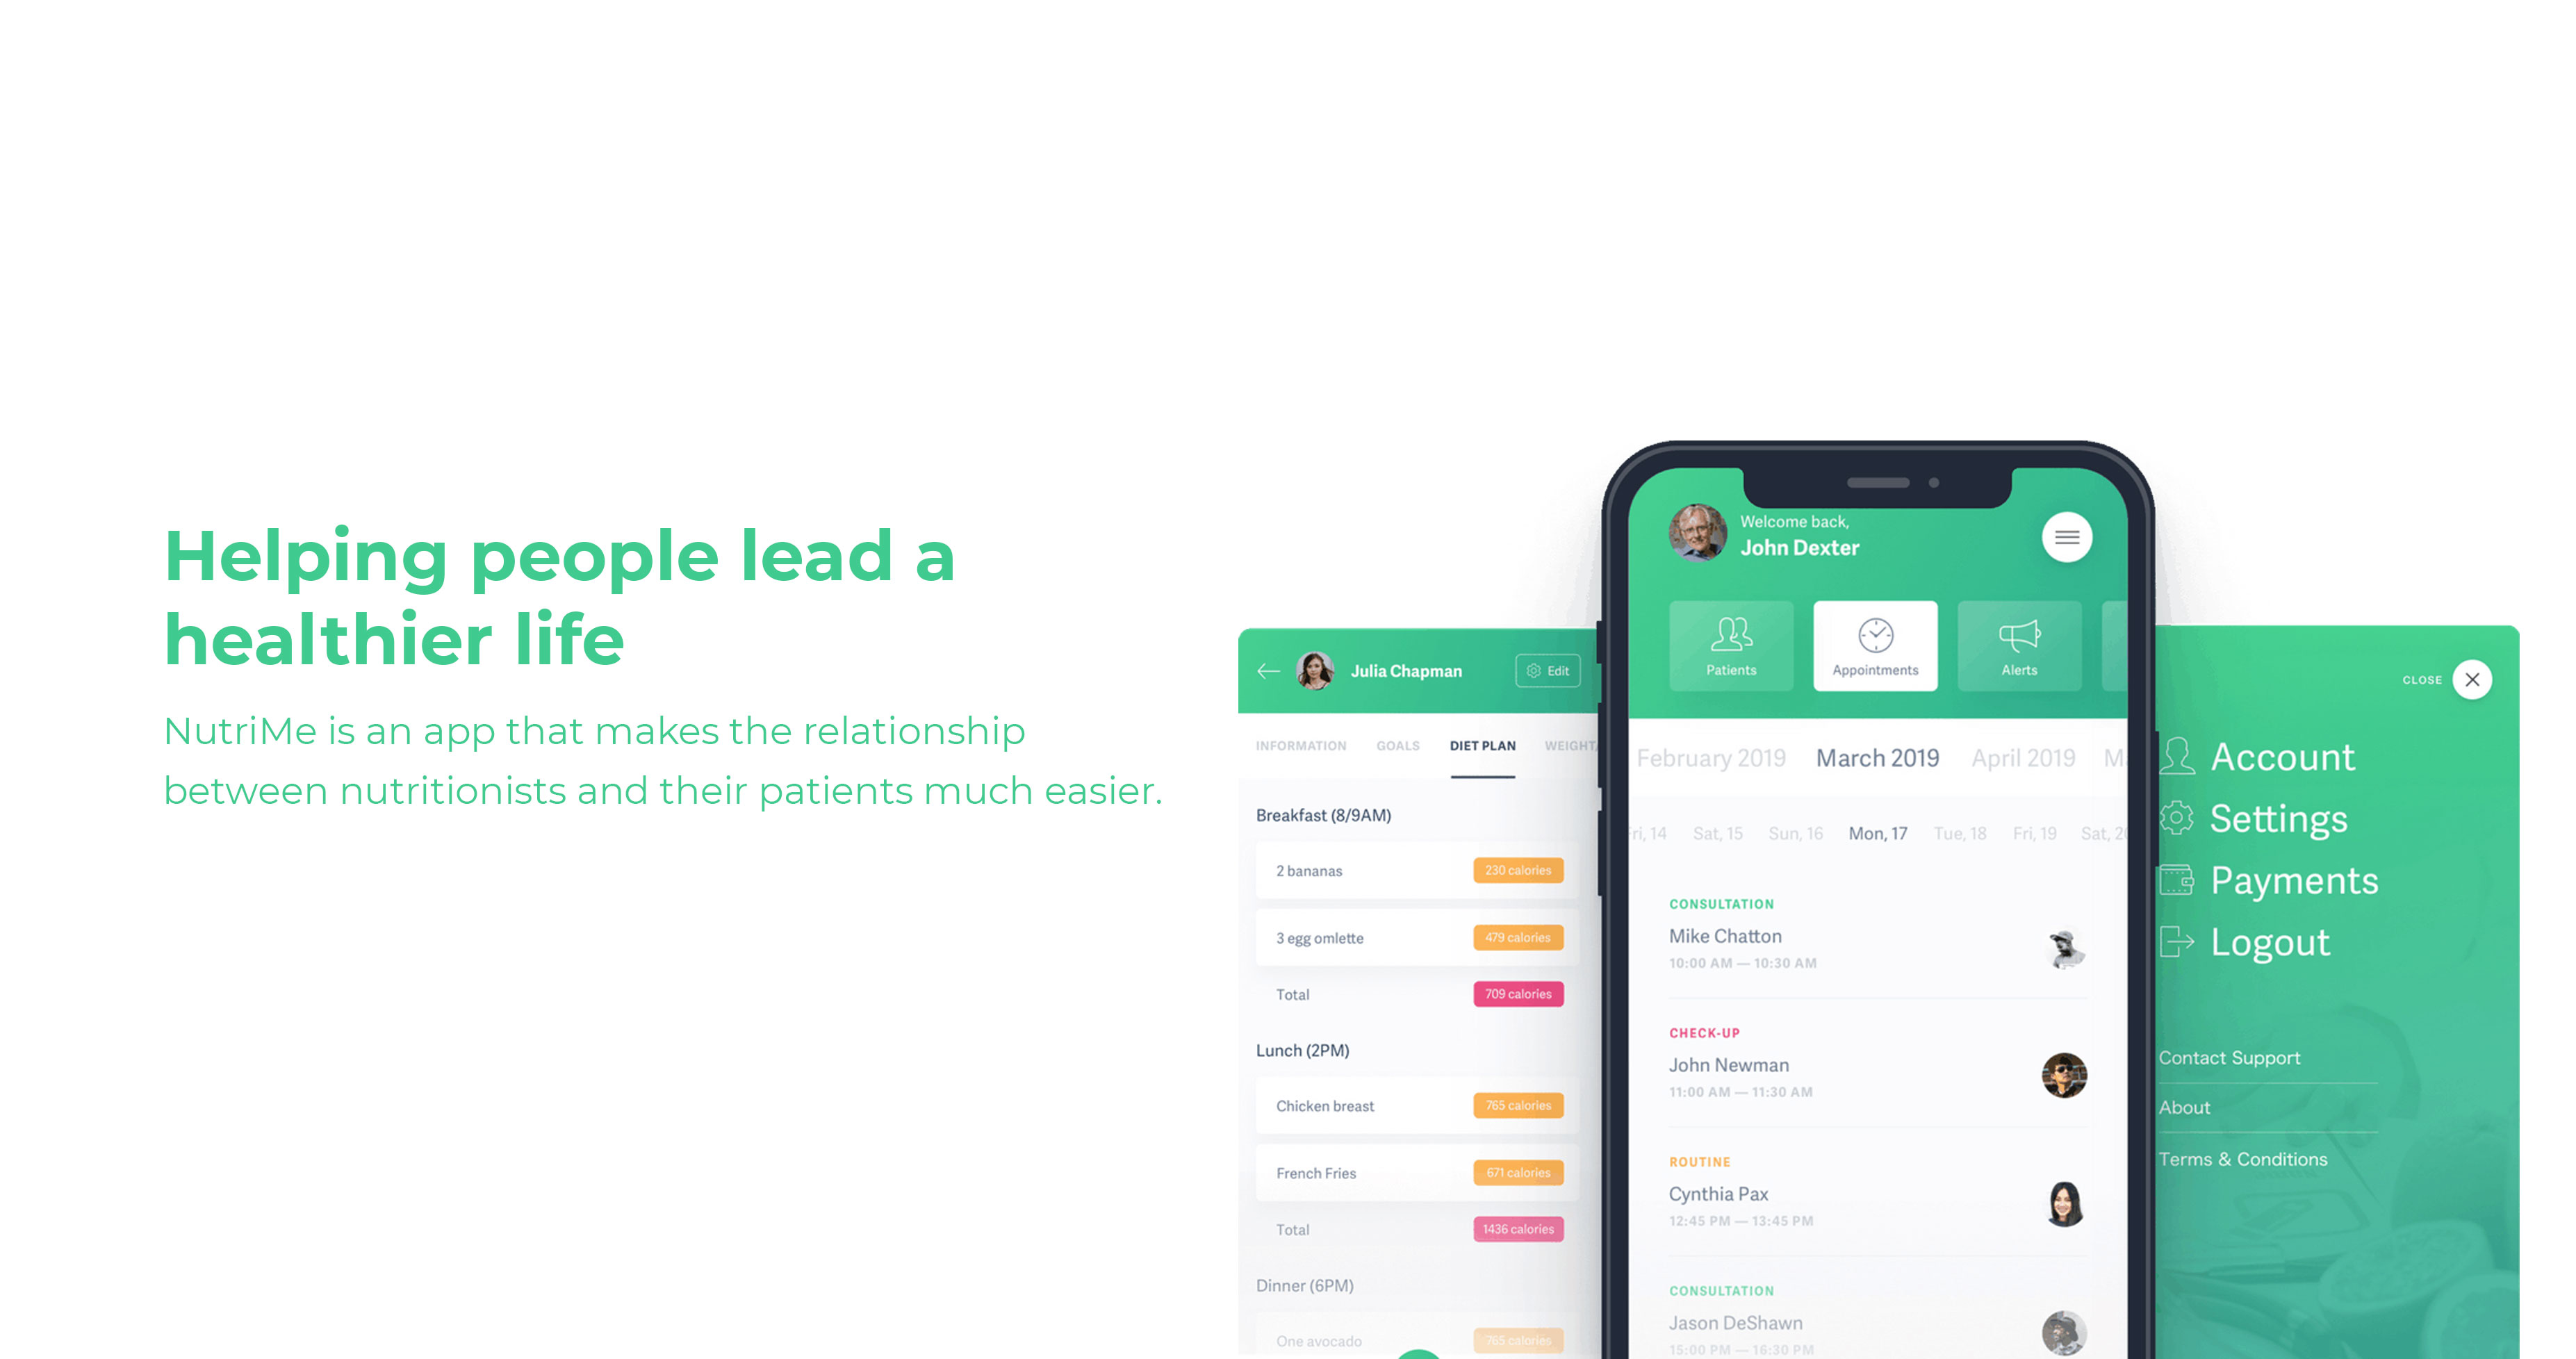 Helping people lead a
healthier life
NutriMe is an app that makes the relationship
between nutritionists and their patients much easier.
Julia Chapman
Edit
INFORMATION GOALS DIET PLAN WEIGHT/
Breakfast (8/9AM)
2 bananas 230 calories
3 egg omlette 479 calories
Total 709 calories
Lunch (2PM)
Chicken breast 765 calories
French Fries 671 calories
Total 1436 calories
Dinner (6PM)
One avocado 765 calories
Welcome back,
John Dexter
Patients Appointments Alerts
February 2019 March 2019 April 2019 M
ri, 14 Sat, 15 Sun, 16 Mon, 17 Tue, 18 Fri, 19 Sat, 2
CONSULTATION
Mike Chatton
10:00 AM — 10:30 AM
CHECK-UP
John Newman
11:00 AM — 11:30 AM
ROUTINE
Cynthia Pax
12:45 PM — 13:45 PM
CONSULTATION
Jason DeShawn
15:00 PM — 16:30 PM
CLOSE
Account
Settings
Payments
Logout
Contact Support
About
Terms & Conditions